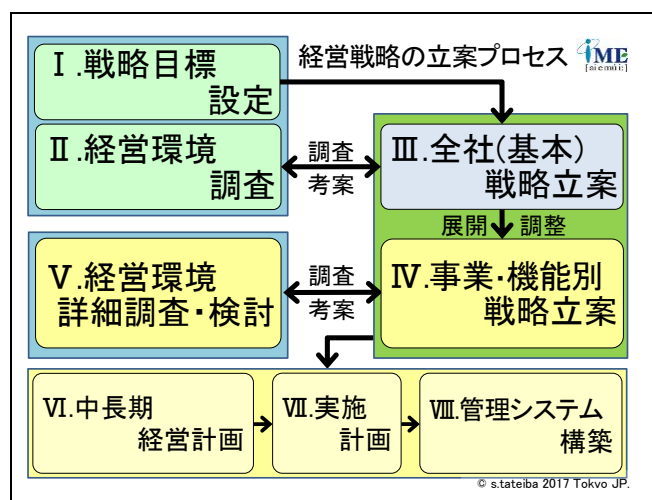 経営戦略の立案プロセス
iME
[aiemúiː]
Ⅰ.戦略目標
設定
Ⅱ.経営環境
調査
調査
考案
Ⅲ.全社(基本)
戦略立案
展開 調整
Ⅴ.経営環境
詳細調査・検討
調査
考案
Ⅳ.事業・機能別
戦略立案
Ⅵ.中長期
経営計画
Ⅶ.実施
計画
Ⅷ.管理システム
構築
© s.tateiba 2017 Tokyo JP.